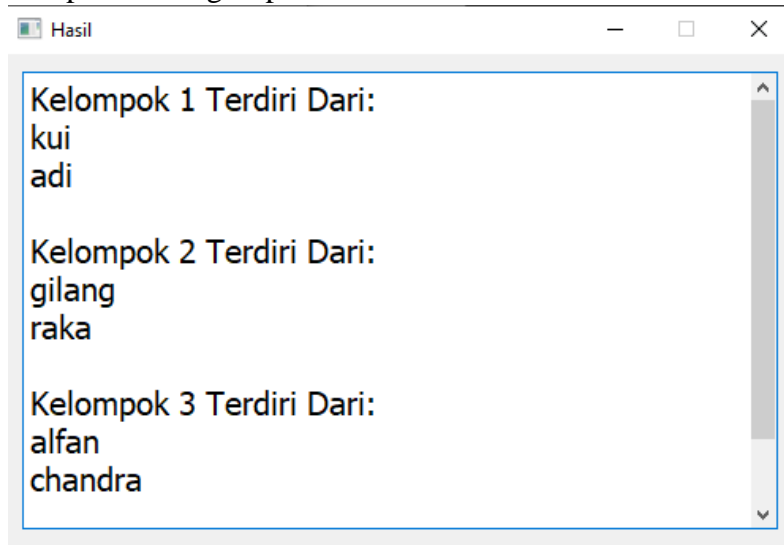 Hasil
Kelompok 1 Terdiri Dari:
kui
adi
Kelompok 2 Terdiri Dari:
gilang
raka
Kelompok 3 Terdiri Dari:
alfan
chandra